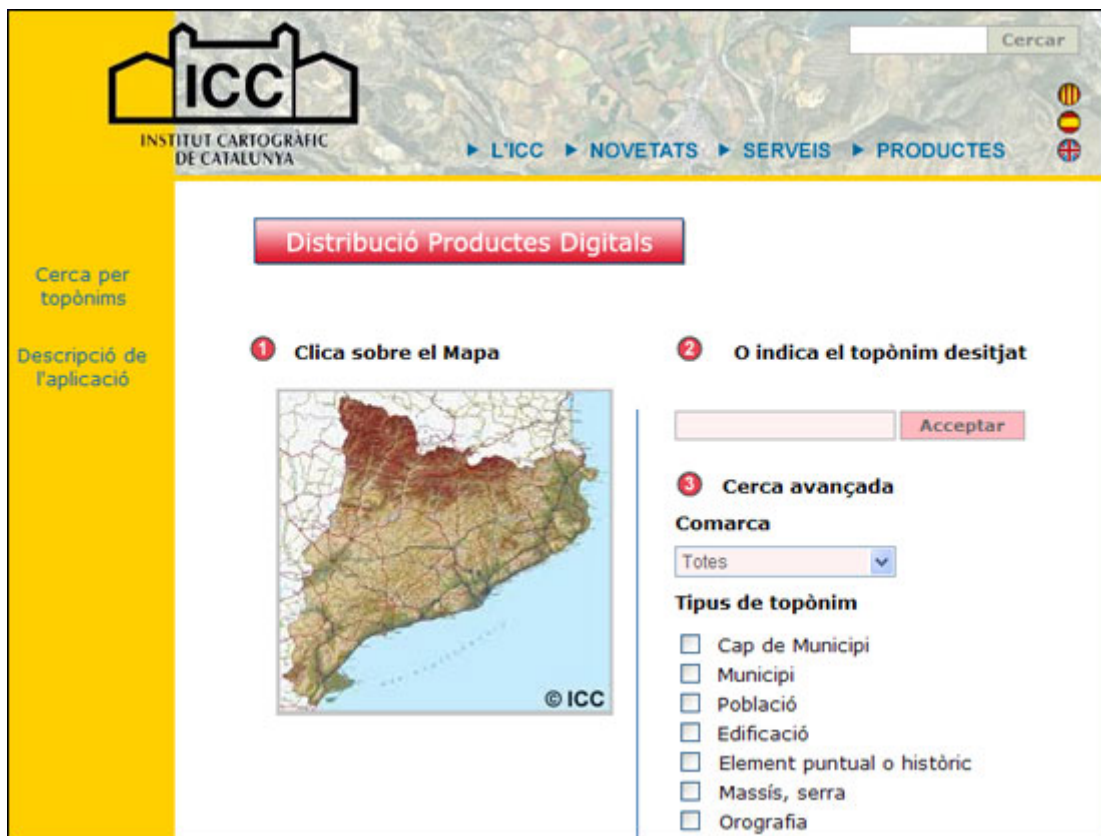 Cercar
ICC
INSTITUT CARTOGRÀFIC
DE CATALUNYA
L'ICC NOVETATS SERVEIS PRODUCTES
Distribució Productes Digitals
Cerca per
topònims
Descripció de
l'aplicació
1 Clica sobre el Mapa
© ICC
2 O indica el topònim desitjat
Acceptar
3 Cerca avançada
Comarca
Totes
Tipus de topònim
Cap de Municipi
Municipi
Població
Edificació
Element puntual o històric
Massís, serra
Orografia